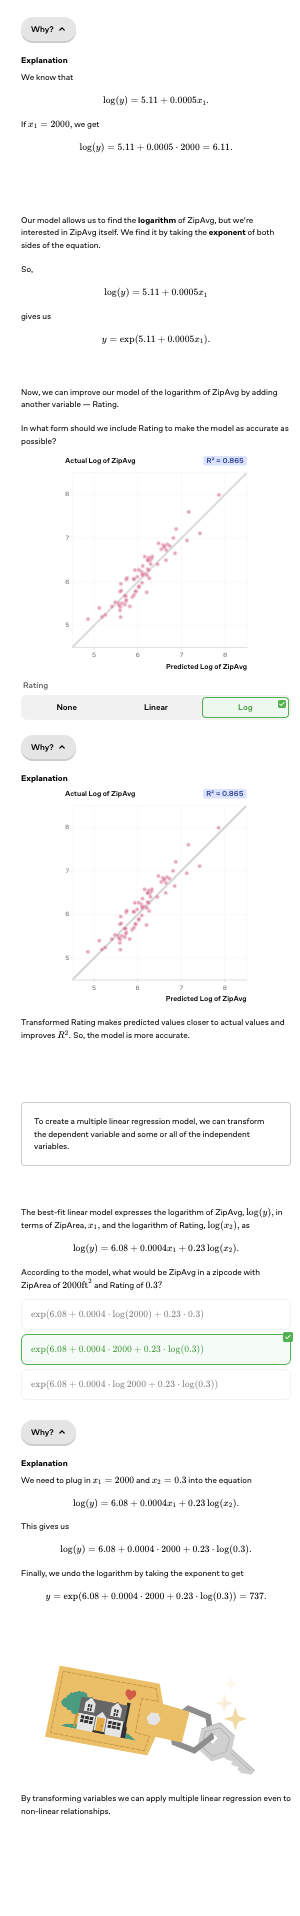 Why?
Explanation
We know that
log(y) = 5.11 + 0.0005x₁.
If x₁ = 2000, we get
log(y) = 5.11 + 0.0005 · 2000 = 6.11.
Our model allows us to find the logarithm of ZipAvg, but we're
interested in ZipAvg itself. We find it by taking the exponent of both
sides of the equation.
So,
log(y) = 5.11 + 0.0005x₁
gives us
y = exp(5.11 + 0.0005x₁).
Now, we can improve our model of the logarithm of ZipAvg by adding
another variable — Rating.
In what form should we include Rating to make the model as accurate as
possible?
Actual Log of ZipAvg R² = 0.865
8
7
6
5
5 6 7 8
Predicted Log of ZipAvg
Rating
None Linear Log
Why?
Explanation
Actual Log of ZipAvg R² = 0.865
8
7
6
5
5 6 7 8
Predicted Log of ZipAvg
Transformed Rating makes predicted values closer to actual values and
improves R². So, the model is more accurate.
To create a multiple linear regression model, we can transform
the dependent variable and some or all of the independent
variables.
The best-fit linear model expresses the logarithm of ZipAvg, log(y), in
terms of ZipArea, x₁, and the logarithm of Rating, log(x₂), as
log(y) = 6.08 + 0.0004x₁ + 0.23 log(x₂).
According to the model, what would be ZipAvg in a zipcode with
ZipArea of 2000ft² and Rating of 0.3?
exp(6.08 + 0.0004 · log(2000) + 0.23 · 0.3)
exp(6.08 + 0.0004 · 2000 + 0.23 · log(0.3))
exp(6.08 + 0.0004 · log 2000 + 0.23 · log(0.3))
Why?
Explanation
We need to plug in x₁ = 2000 and x₂ = 0.3 into the equation
log(y) = 6.08 + 0.0004x₁ + 0.23 log(x₂).
This gives us
log(y) = 6.08 + 0.0004 · 2000 + 0.23 · log(0.3).
Finally, we undo the logarithm by taking the exponent to get
y = exp(6.08 + 0.0004 · 2000 + 0.23 · log(0.3)) = 737.
By transforming variables we can apply multiple linear regression even to
non-linear relationships.